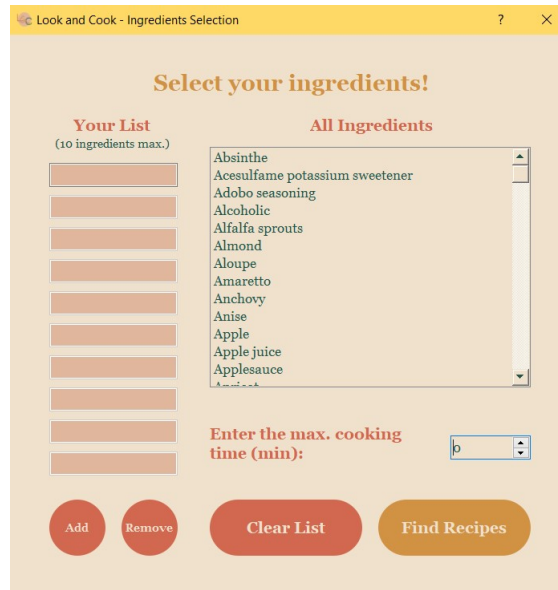 Look and Cook - Ingredients Selection
Select your ingredients!
Your List
(10 ingredients max.)
All Ingredients
Absinthe
Acesulfame potassium sweetener
Adobo seasoning
Alcoholic
Alfalfa sprouts
Almond
Aloupe
Amaretto
Anchovy
Anise
Apple
Apple juice
Applesauce
Apricot
Enter the max. cooking
time (min):
0
Add
Remove
Clear List
Find Recipes